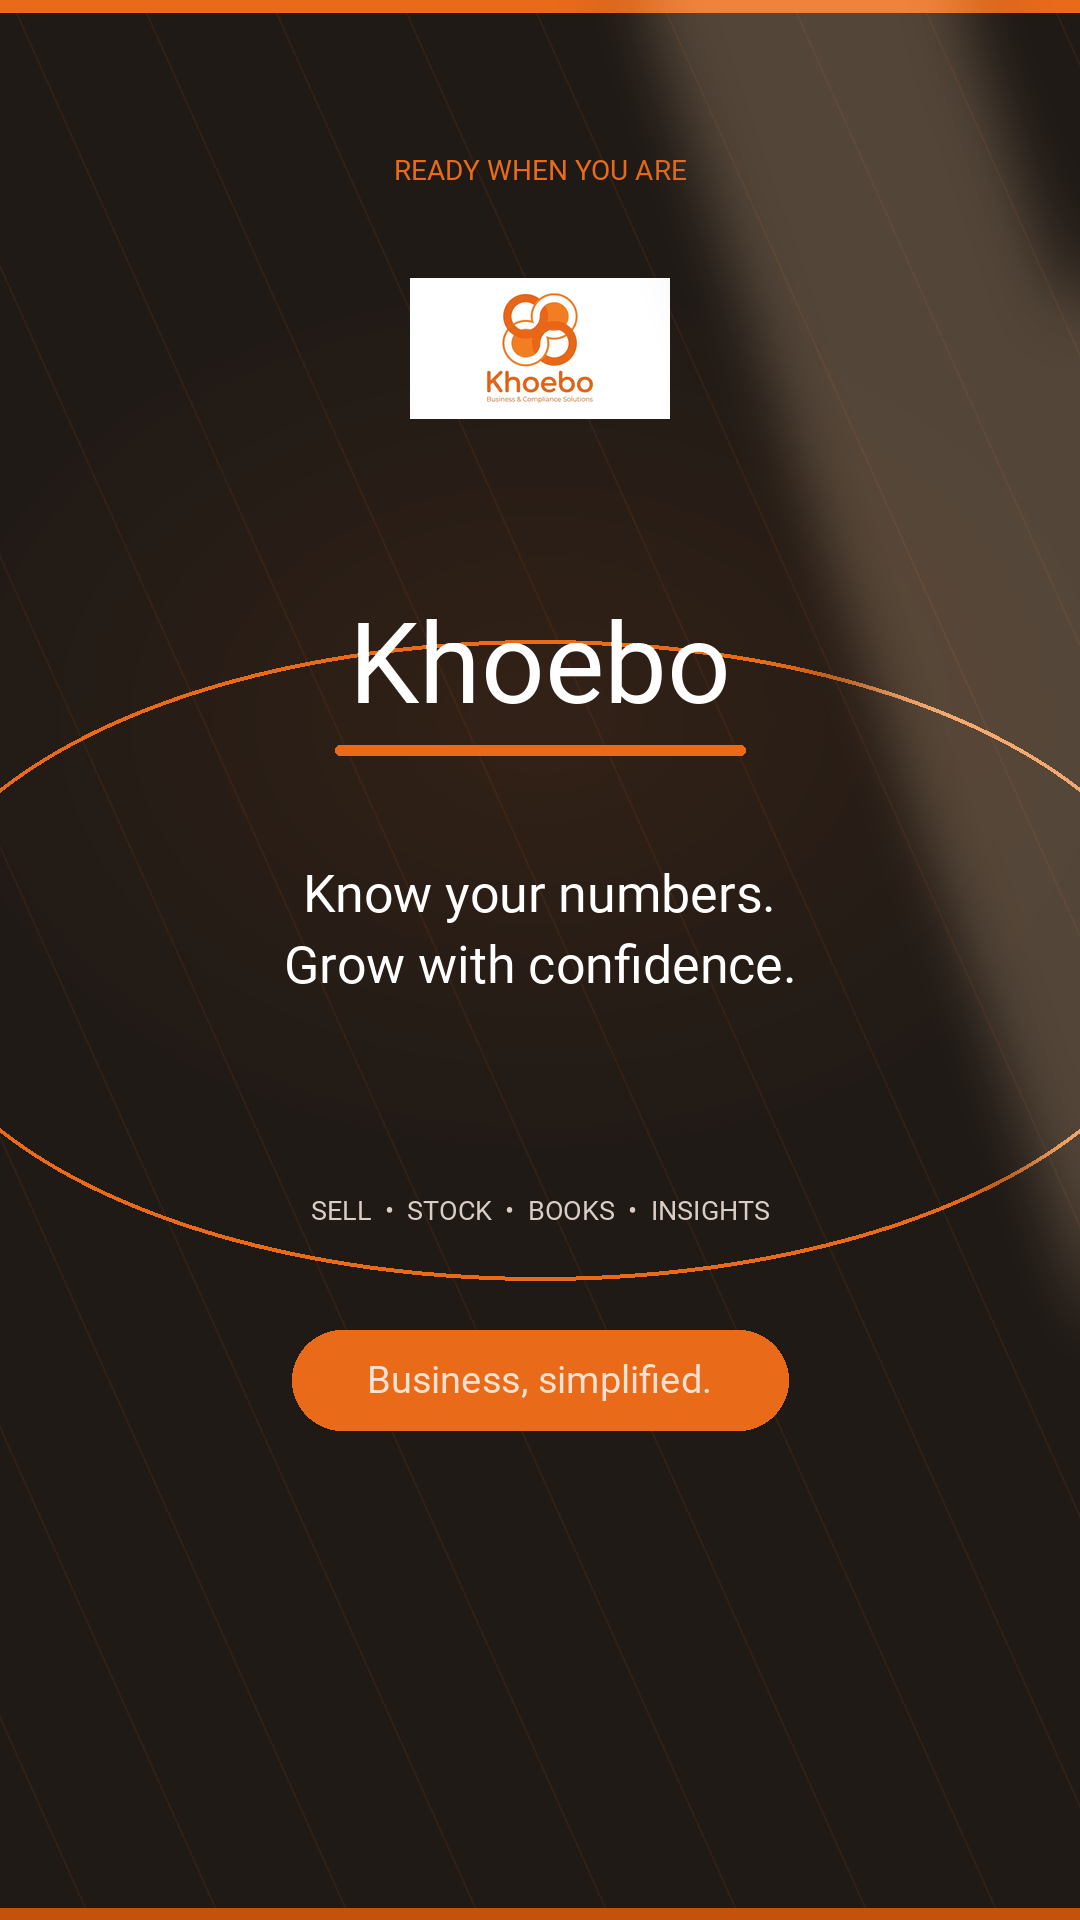 READY WHEN YOU ARE
Khoebo
Business & Compliance Solutions
Khoebo
Know your numbers.
Grow with confidence.
SELL • STOCK • BOOKS • INSIGHTS
Business, simplified.